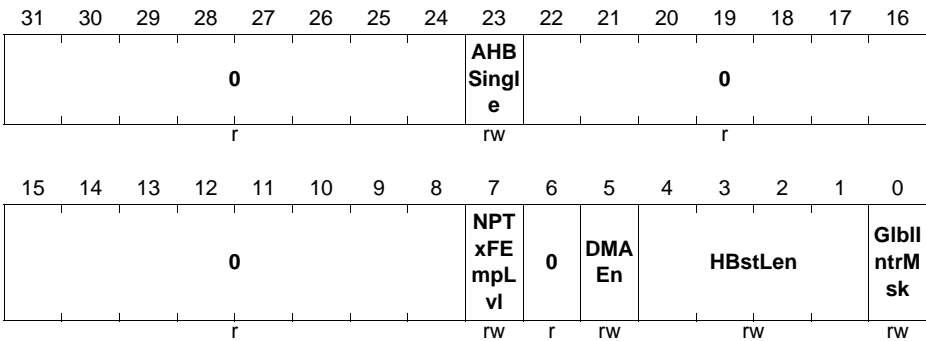 31 30 29 28 27 26 25 24 23 22 21 20 19 18 17 16
0 AHB Singl e 0
r rw r
15 14 13 12 11 10 9 8 7 6 5 4 3 2 1 0
0 NPT xFE mpL vl 0 DMA En HBstLen GlblI ntrM sk
r rw r rw rw rw